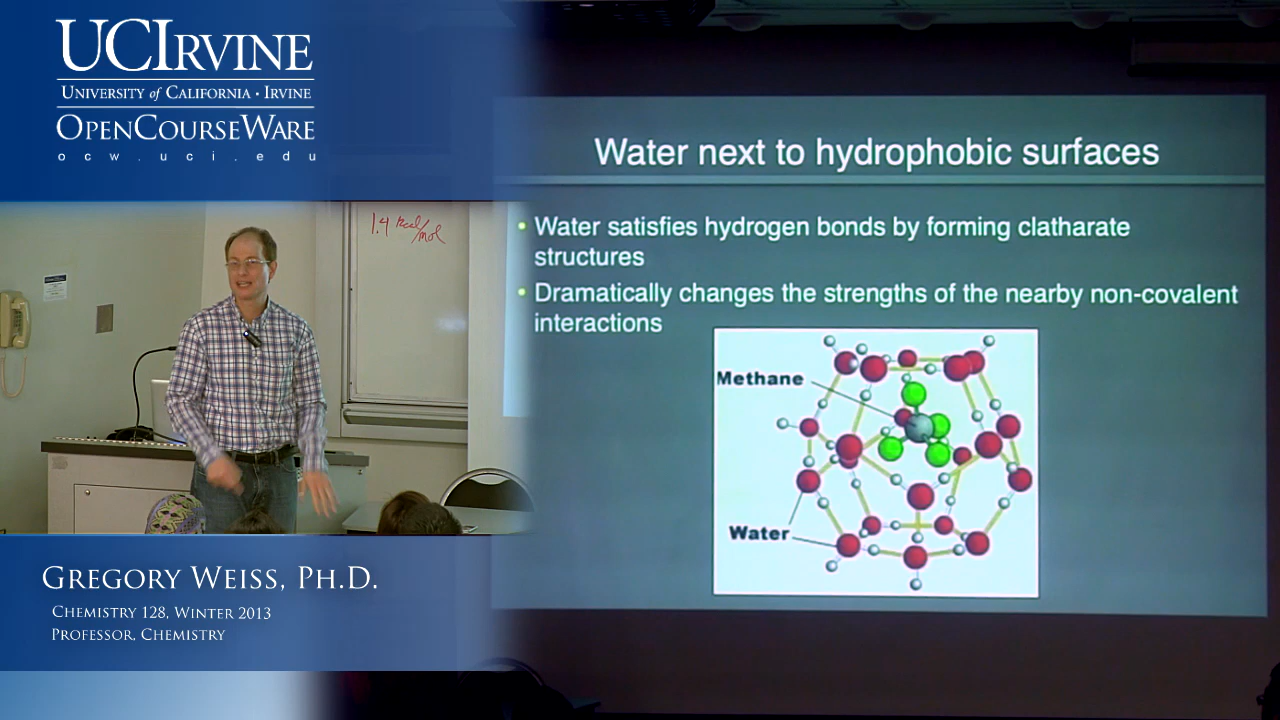 UCIRVINE
UNIVERSITY of CALIFORNIA · IRVINE
OPENCOURSEWARE
ocw.uci.edu
1.4 kcal/mol
Water next to hydrophobic surfaces
• Water satisfies hydrogen bonds by forming clatharate
structures
• Dramatically changes the strengths of the nearby non-covalent
interactions
Methane
Water
GREGORY WEISS, PH.D.
CHEMISTRY 128, WINTER 2013
PROFESSOR, CHEMISTRY